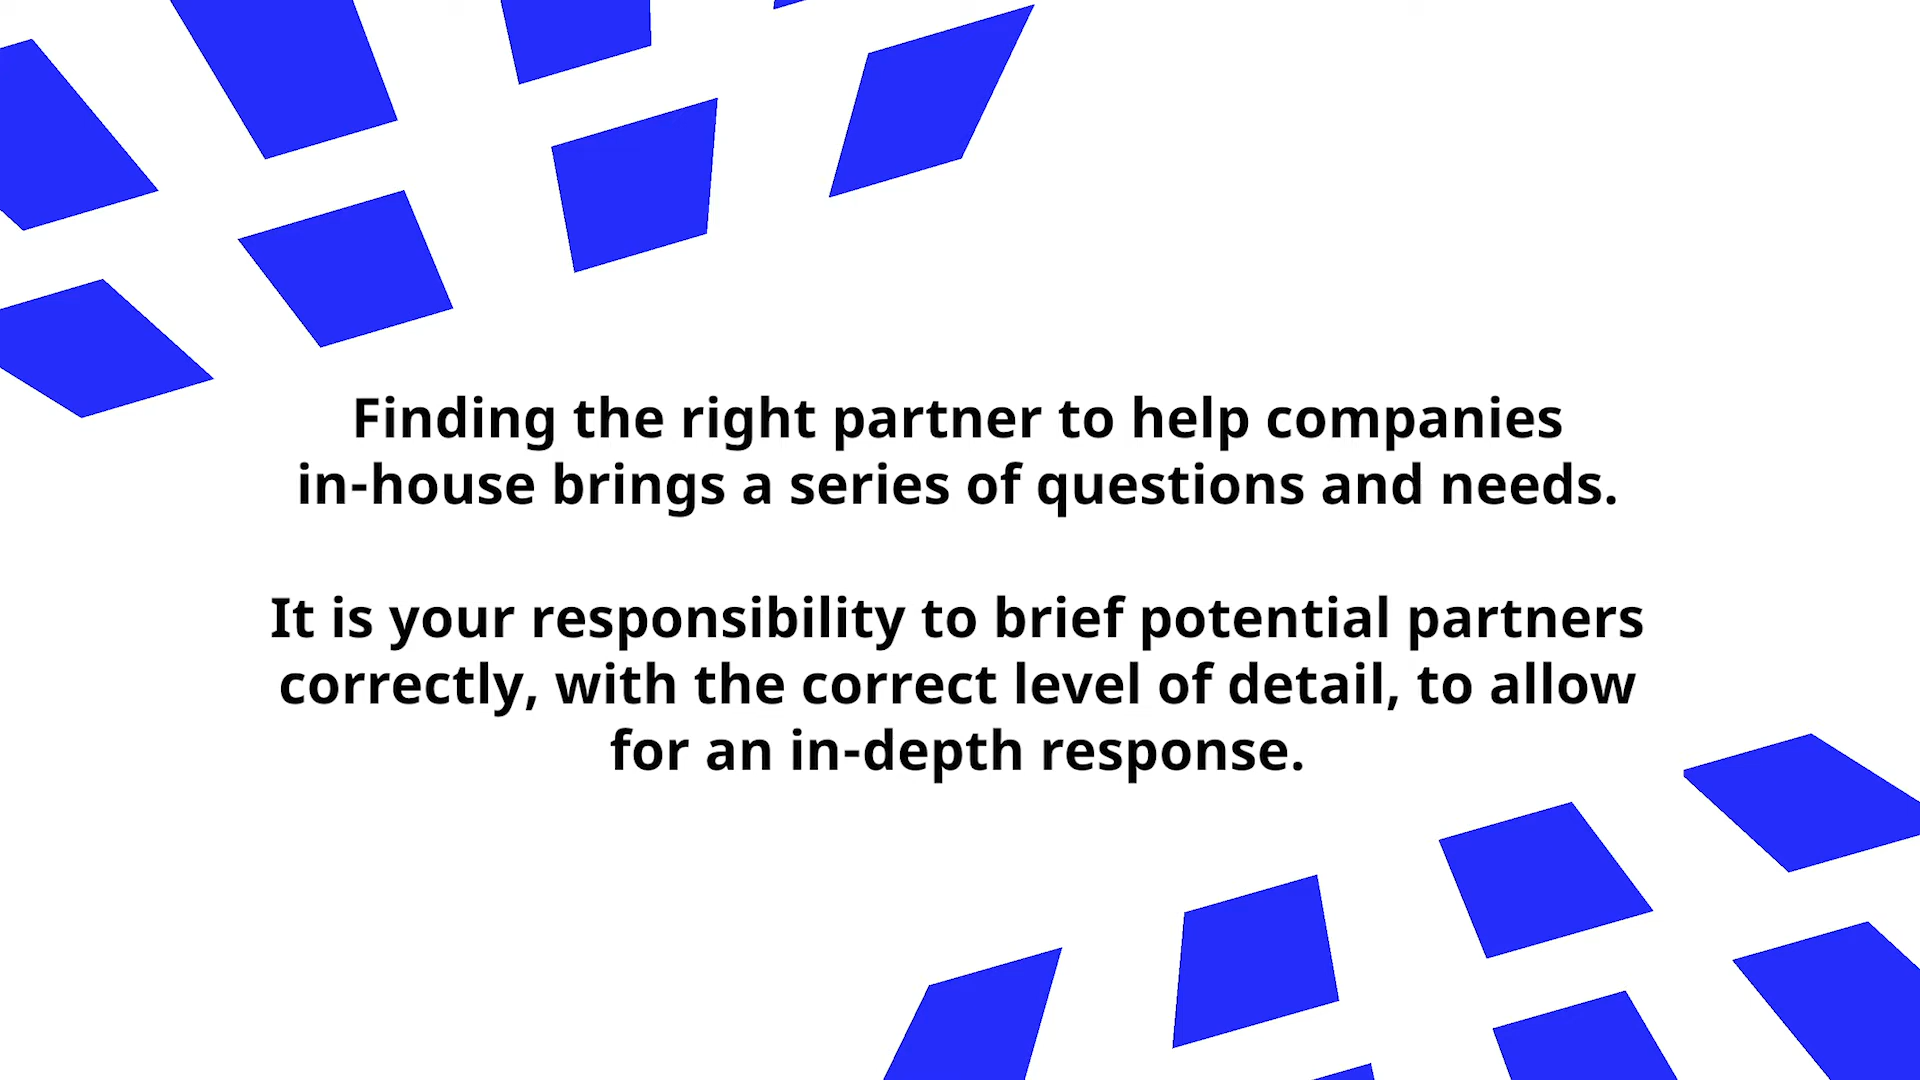 Finding the right partner to help companies
in-house brings a series of questions and needs.
It is your responsibility to brief potential partners
correctly, with the correct level of detail, to allow
for an in-depth response.